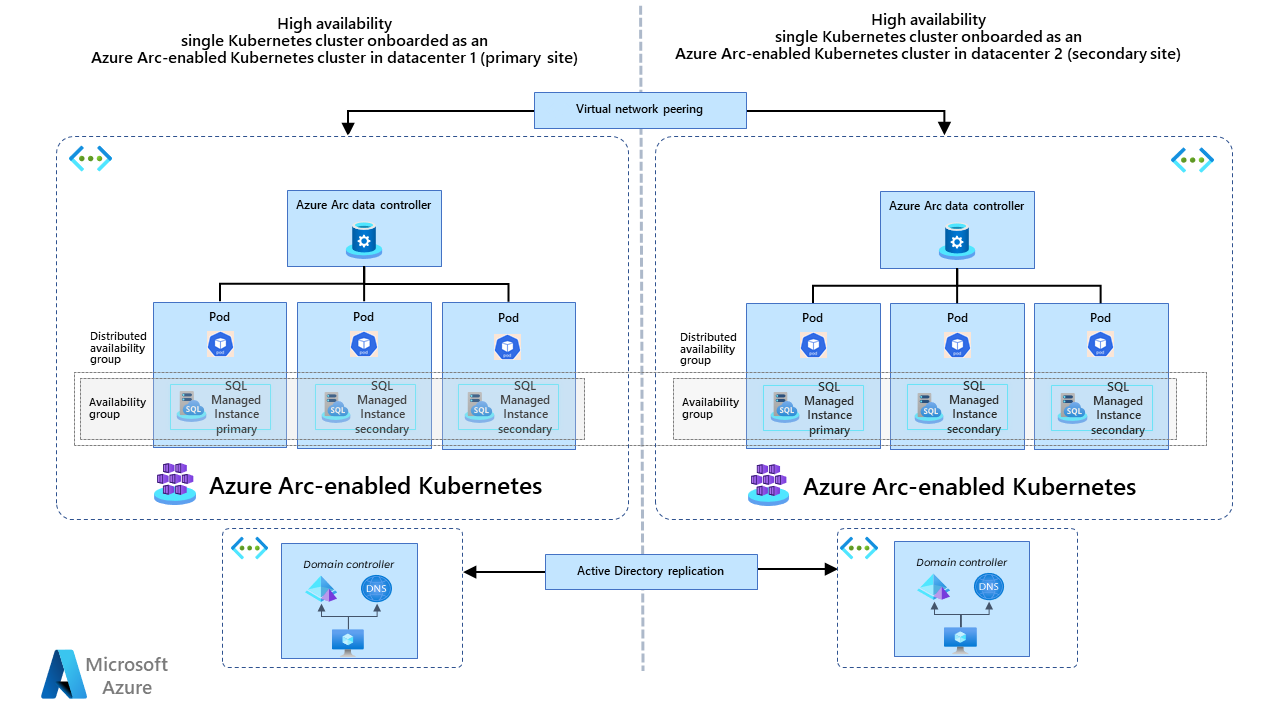 High availability
single Kubernetes cluster onboarded as an
Azure Arc-enabled Kubernetes cluster in datacenter 1 (primary site)
High availability
single Kubernetes cluster onboarded as an
Azure Arc-enabled Kubernetes cluster in datacenter 2 (secondary site)
Virtual network peering
Azure Arc data controller
Pod
pod
Pod
pod
Pod
pod
Distributed
availability
group
Availability
group
SQL
SQL
Managed
Instance
primary
SQL
SQL
Managed
Instance
secondary
SQL
SQL
Managed
Instance
secondary
Azure Arc-enabled Kubernetes
Azure Arc data controller
Pod
pod
Pod
pod
Pod
pod
Distributed
availability
group
Availability
group
SQL
SQL
Managed
Instance
primary
SQL
SQL
Managed
Instance
secondary
SQL
SQL
Managed
Instance
secondary
Azure Arc-enabled Kubernetes
Domain controller
DNS
Active Directory replication
Domain controller
DNS
Microsoft
Azure